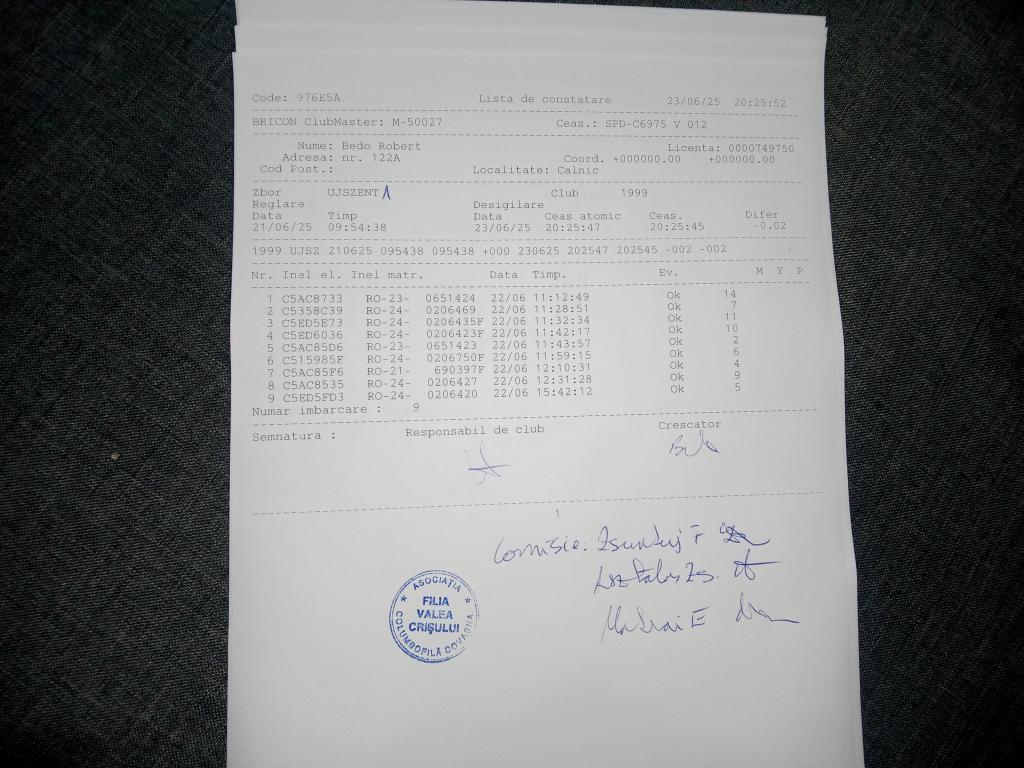 Code: 976E5A Lista de constatare 23/06/25 20:25:52
BRICON ClubMaster: M-50027 Ceas.: SPD-C6975 V 012
Nume: Bedo Robert Licenta: 0000749750
Adresa: nr. 122A Coord. +000000.00 +000000.00
Cod Post.: Localitate: Calnic
Zbor UJSZENT 1 Club 1999
Reglare Desigilare
Data Timp Data Ceas atomic Ceas. Difer
21/06/25 09:54:38 23/06/25 20:25:47 20:25:45 -0.02
1999 UJSZ 210625 095438 095438 +000 230625 202547 202545 -002 -002
Nr. Inel el. Inel matr. Data Timp. Ev. M Y P
1 C5AC8733 RO-23- 0651424 22/06 11:12:49 Ok 14
2 C5358C39 RO-24- 0206469 22/06 11:28:51 Ok 7
3 C5ED5E73 RO-24- 0206435F 22/06 11:32:34 Ok 11
4 C5ED6036 RO-24- 0206423F 22/06 11:42:17 Ok 10
5 C5AC85D6 RO-23- 0651423 22/06 11:43:57 Ok 2
6 C515985F RO-24- 0206750F 22/06 11:59:15 Ok 6
7 C5AC85F6 RO-21- 690397F 22/06 12:10:31 Ok 4
8 C5AC8535 RO-24- 0206427 22/06 12:31:28 Ok 9
9 C5ED5FD3 RO-24- 0206420 22/06 15:42:12 Ok 5
Numar imbarcare : 9
Semnatura : Responsabil de club Crescator
1
Comisie:
ASOCIAȚIA
FILIA
VALEA
CRIȘULUI
COLUMBOFILĂ COVASNA